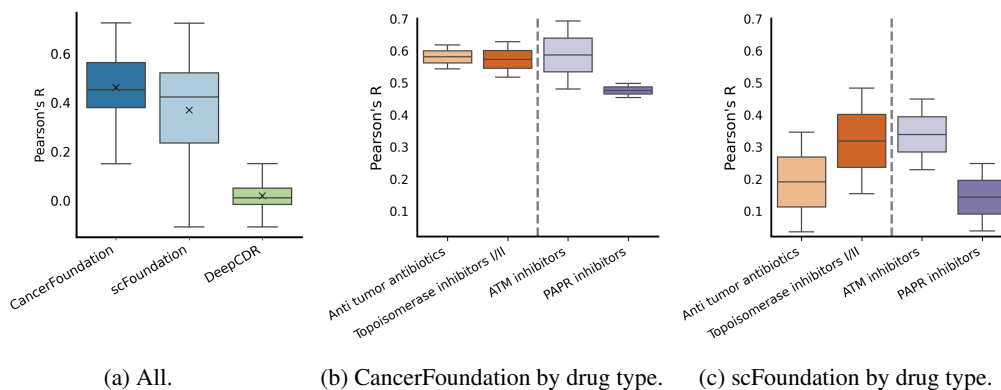 Pearson's R
0.6
0.4
0.2
0.0
CancerFoundation
scFoundation
DeepCDR
(a) All.
Pearson's R
0.7
0.6
0.5
0.4
0.3
0.2
0.1
Anti tumor antibiotics
Topoisomerase inhibitors I/II
ATM inhibitors
PAPR inhibitors
(b) CancerFoundation by drug type.
Pearson's R
0.7
0.6
0.5
0.4
0.3
0.2
0.1
Anti tumor antibiotics
Topoisomerase inhibitors I/II
ATM inhibitors
PAPR inhibitors
(c) scFoundation by drug type.